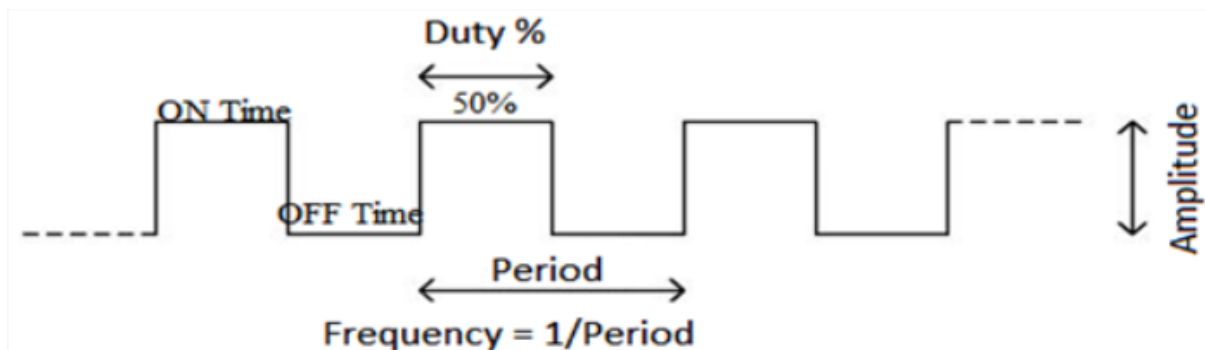 Duty %
50%
ON Time
OFF Time
Amplitude
Period
Frequency = 1/Period